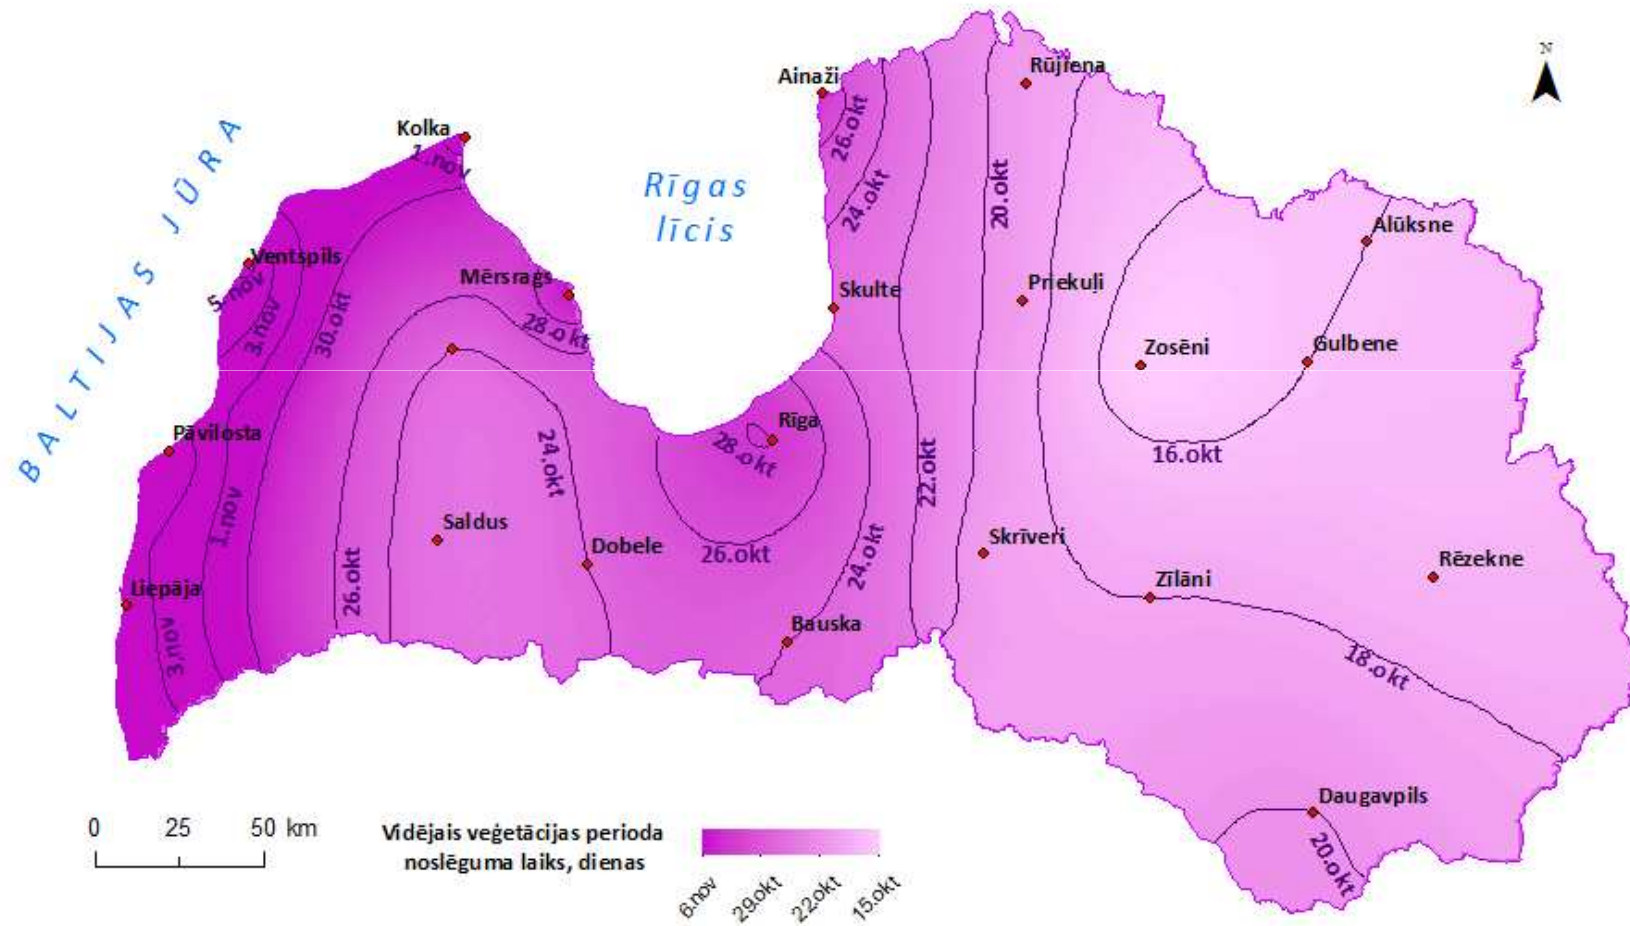 N
Ainaži
Rūjiena
Kolka
1.nov
BALTIJAS JŪRA
Rīgas
līcis
26.okt
24.okt
20.okt
Alūksne
Ventspils
5.nov
3.nov
30.okt
Mērsrags
28.okt
Skulte
Priekuļi
Zosēni
Gulbene
Pāvilosta
Rīga
28.okt
16.okt
24.okt
22.okt
1.nov
Saldus
Dobele
26.okt
26.okt
24.okt
Skrīveri
Zīlāni
Rēzekne
Liepāja
3.nov
Bauska
18.okt
Daugavpils
20.okt
0 25 50 km
Vidējais veģetācijas perioda
noslēguma laiks, dienas
6.nov
29.okt
22.okt
15.okt